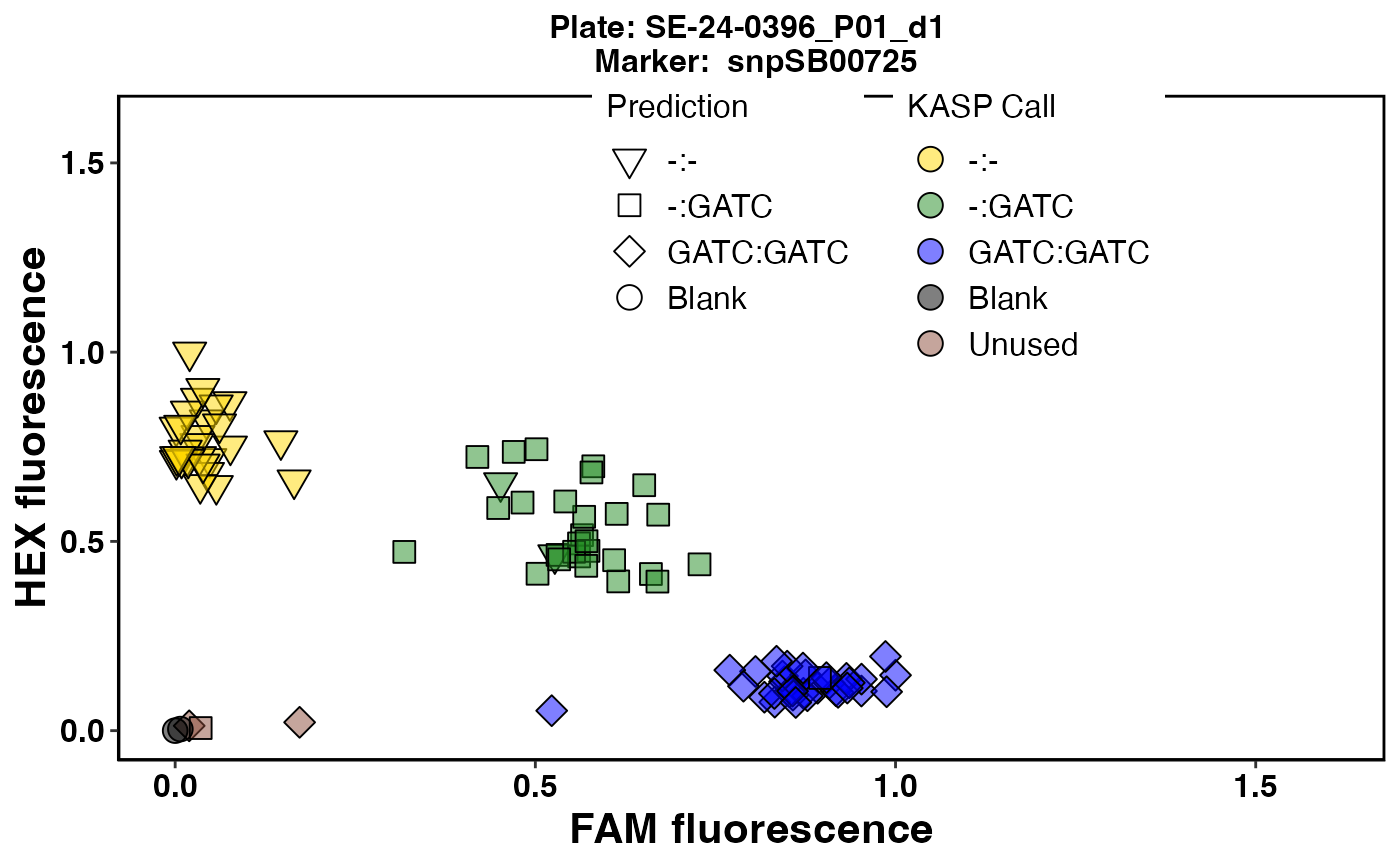 Plate: SE-24-0396_P01_d1
Marker:  snpSB00725
Prediction
-:-
-:GATC
GATC:GATC
Blank
KASP Call
-:-
-:GATC
GATC:GATC
Blank
Unused
HEX fluorescence
1.5
1.0
0.5
0.0
0.0
0.5
1.0
1.5
FAM fluorescence